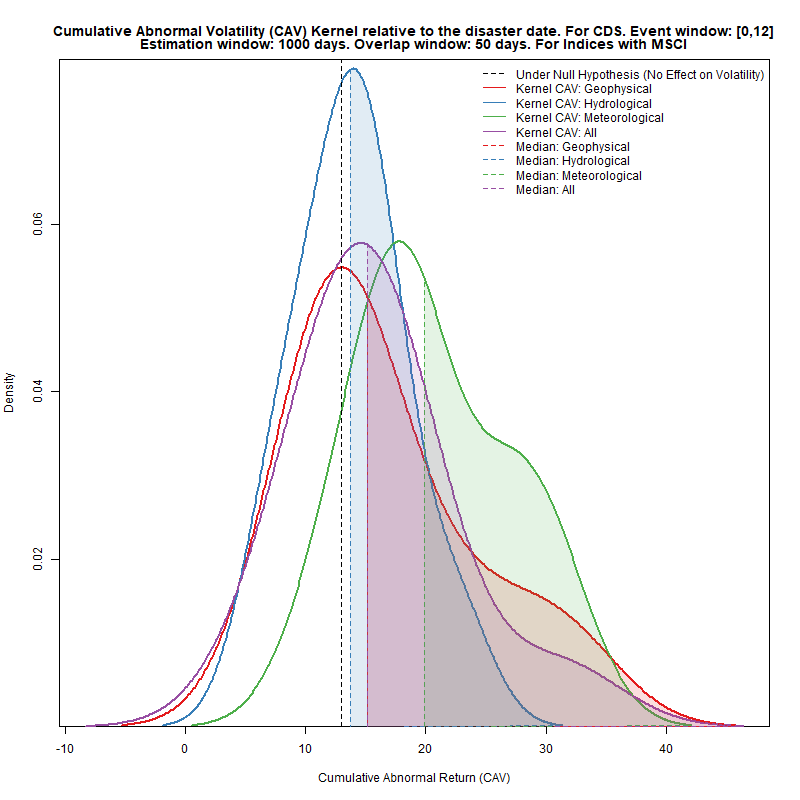 Cumulative Abnormal Volatility (CAV) Kernel relative to the disaster date. For CDS. Event window: [0,12]
Estimation window: 1000 days. Overlap window: 50 days. For Indices with MSCI
Under Null Hypothesis (No Effect on Volatility)
Kernel CAV: Geophysical
Kernel CAV: Hydrological
Kernel CAV: Meteorological
Kernel CAV: All
Median: Geophysical
Median: Hydrological
Median: Meteorological
Median: All
0.06
0.04
0.02
Density
-10 0 10 20 30 40
Cumulative Abnormal Return (CAV)